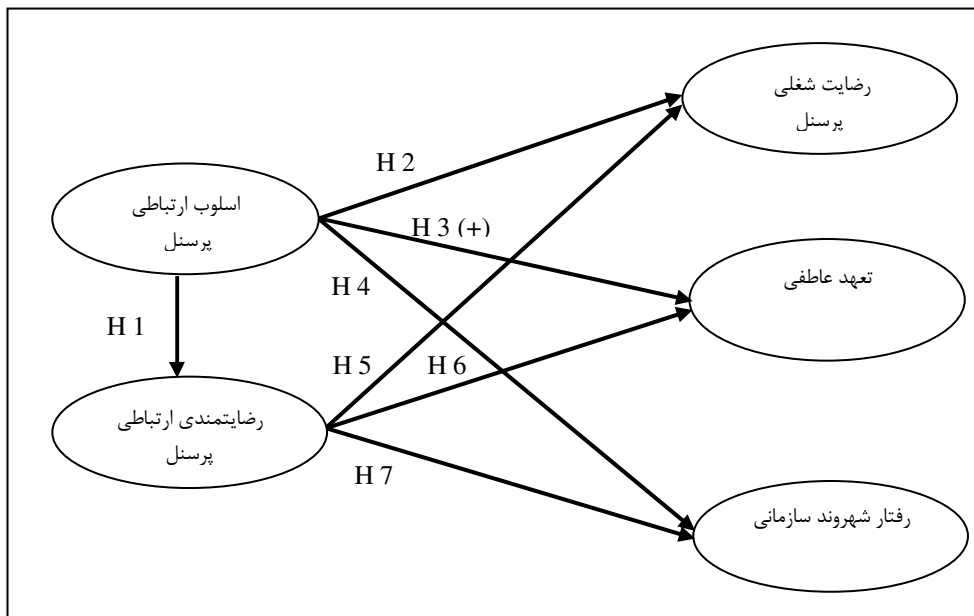 رضایت شغلی
پرسنل
H 2
اسلوب ارتباطی
پرسنل
H 3 (+)
H 4
تعهد عاطفی
H 1
H 5
H 6
رضایتمندی ارتباطی
پرسنل
H 7
رفتار شهروند سازمانی